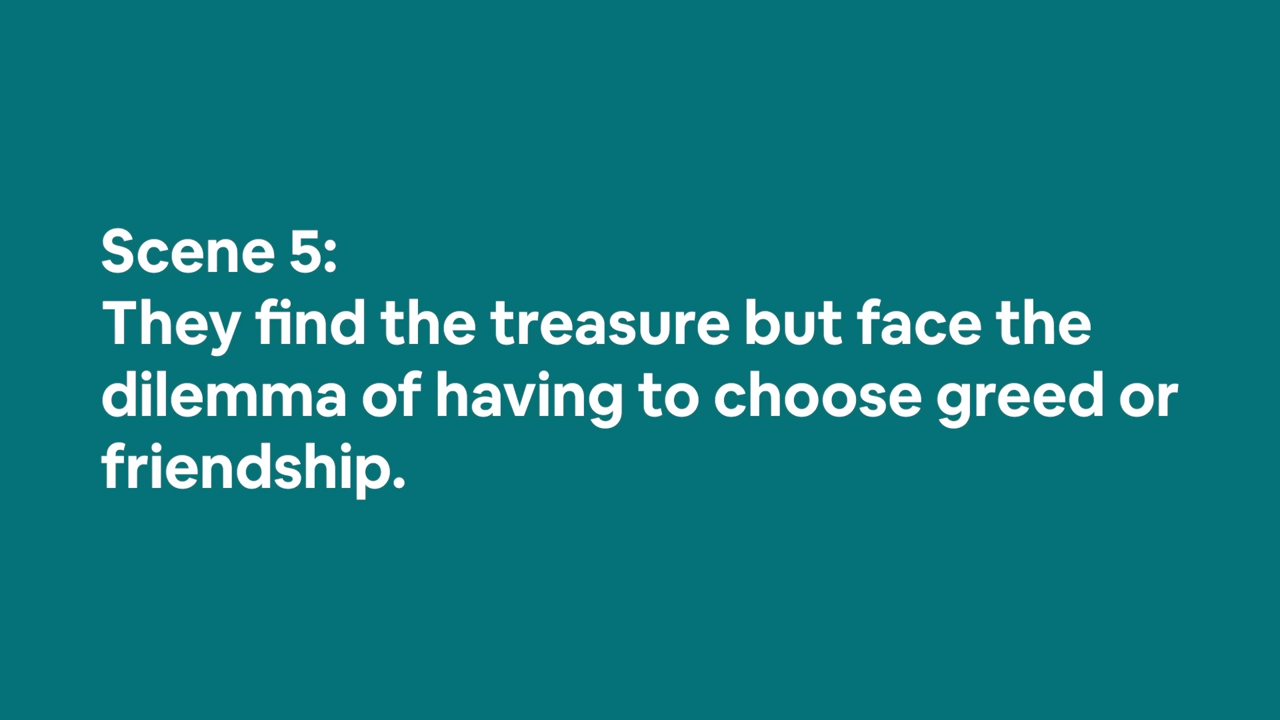 Scene 5:
They find the treasure but face the
dilemma of having to choose greed or
friendship.